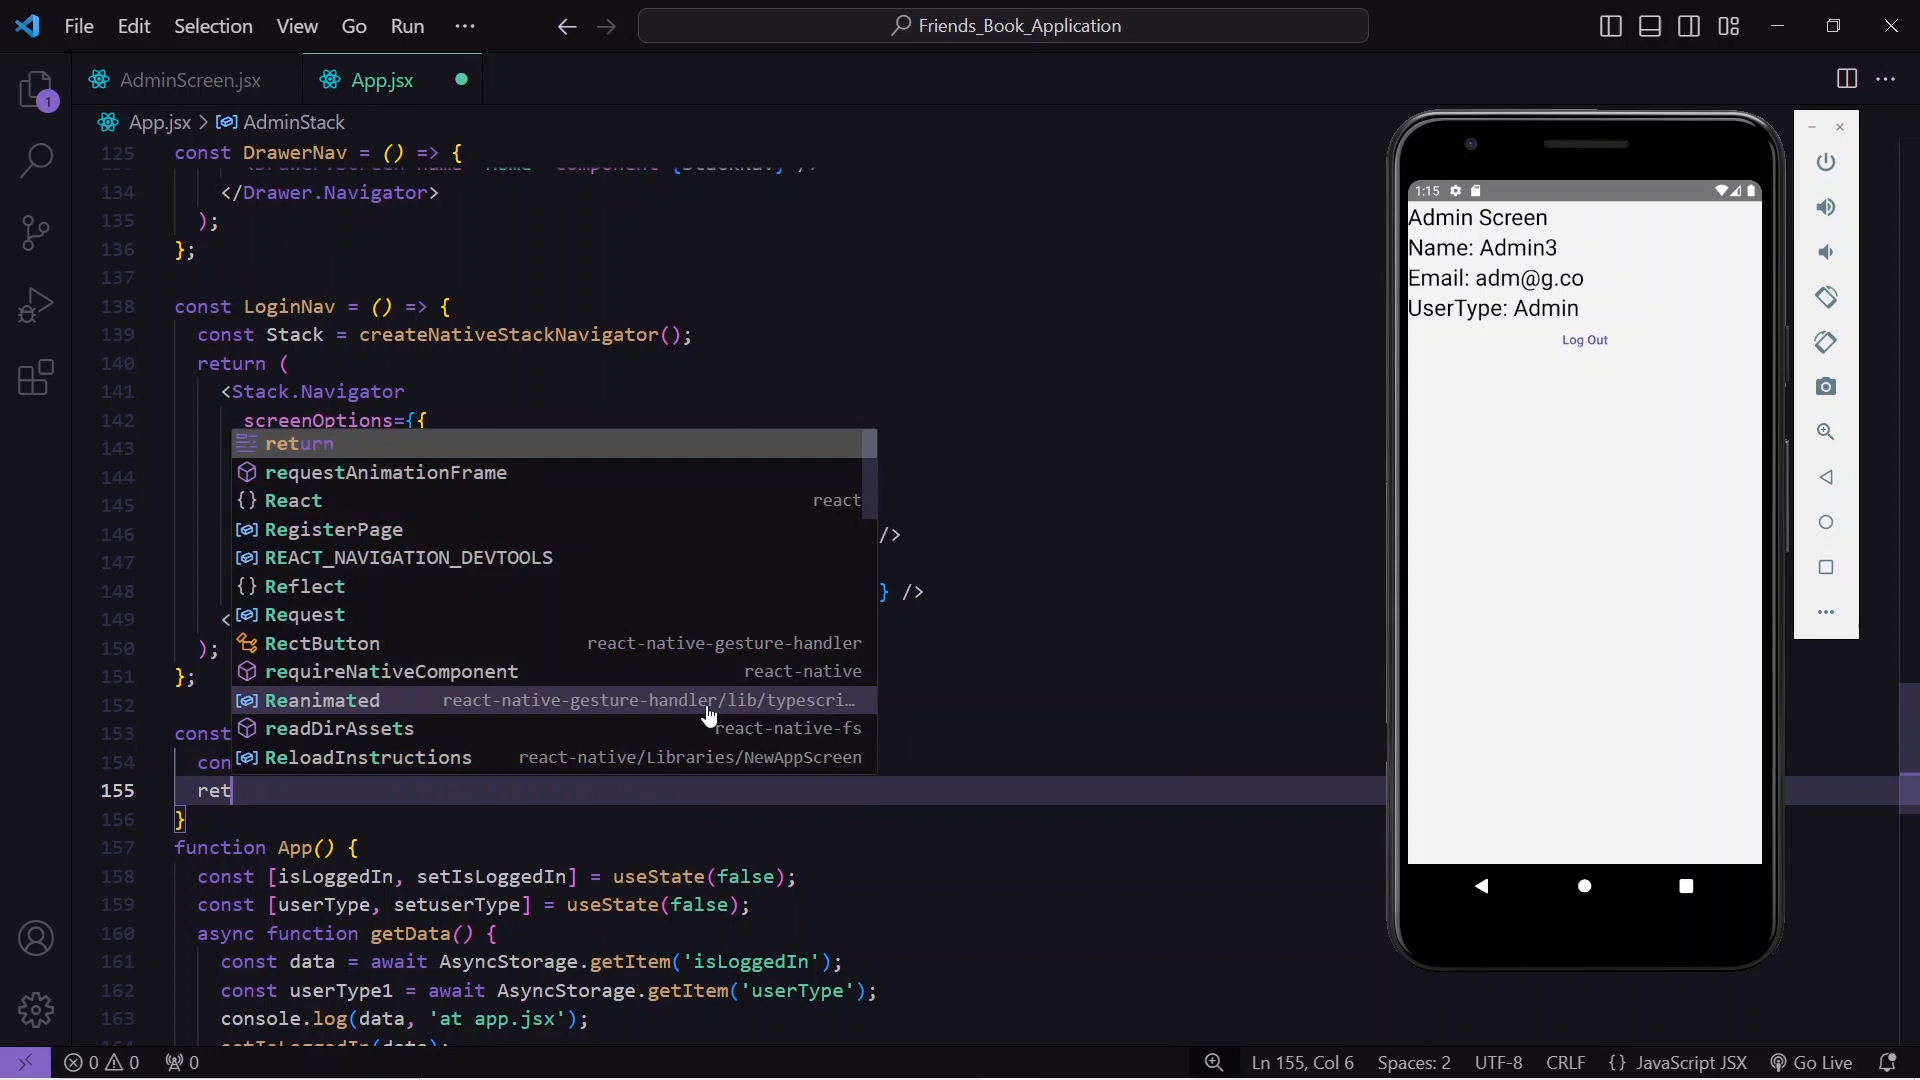 File Edit Selection View Go Run ...
Friends_Book_Application
AdminScreen.jsx
App.jsx
1
App.jsx > AdminStack
125 const DrawerNav = () => {
134 </Drawer.Navigator>
135 );
136 };
137
138 const LoginNav = () => {
139 const Stack = createNativeStackNavigator();
140 return (
141 <Stack.Navigator
142 screenOptions={{
143
144
145
146 />
147
148 } />
149 <
150 );
151 };
152
153 const
154 con
155 ret
156 }
157 function App() {
158 const [isLoggedIn, setIsLoggedIn] = useState(false);
159 const [userType, setuserType] = useState(false);
160 async function getData() {
161 const data = await AsyncStorage.getItem('isLoggedIn');
162 const userType1 = await AsyncStorage.getItem('userType');
163 console.log(data, 'at app.jsx');
return
requestAnimationFrame
React react
RegisterPage
REACT_NAVIGATION_DEVTOOLS
Reflect
Request
RectButton react-native-gesture-handler
requireNativeComponent react-native
Reanimated react-native-gesture-handler/lib/typescri...
readDirAssets react-native-fs
ReloadInstructions react-native/Libraries/NewAppScreen
1:15
Admin Screen
Name: Admin3
Email: adm@g.co
UserType: Admin
Log Out
0 0 0
Ln 155, Col 6 Spaces: 2 UTF-8 CRLF {} JavaScript JSX Go Live